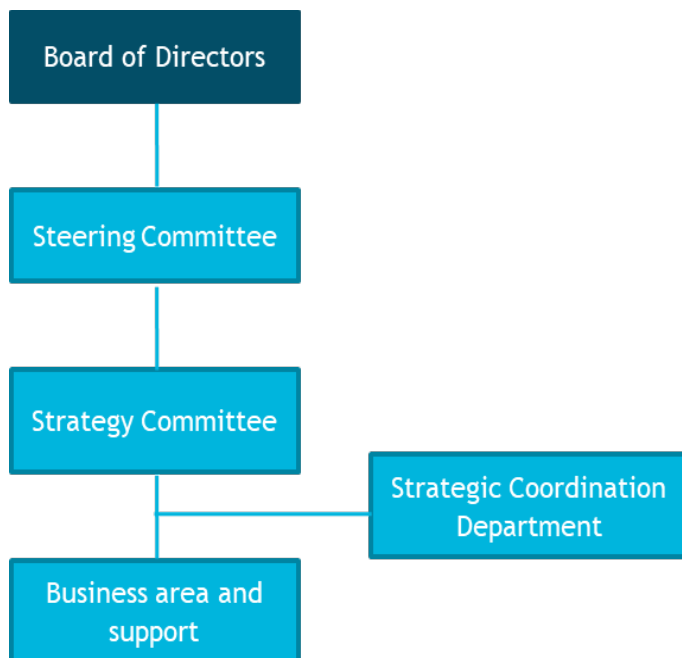 Board of Directors
Steering Committee
Strategy Committee
Strategic Coordination
Department
Business area and
support